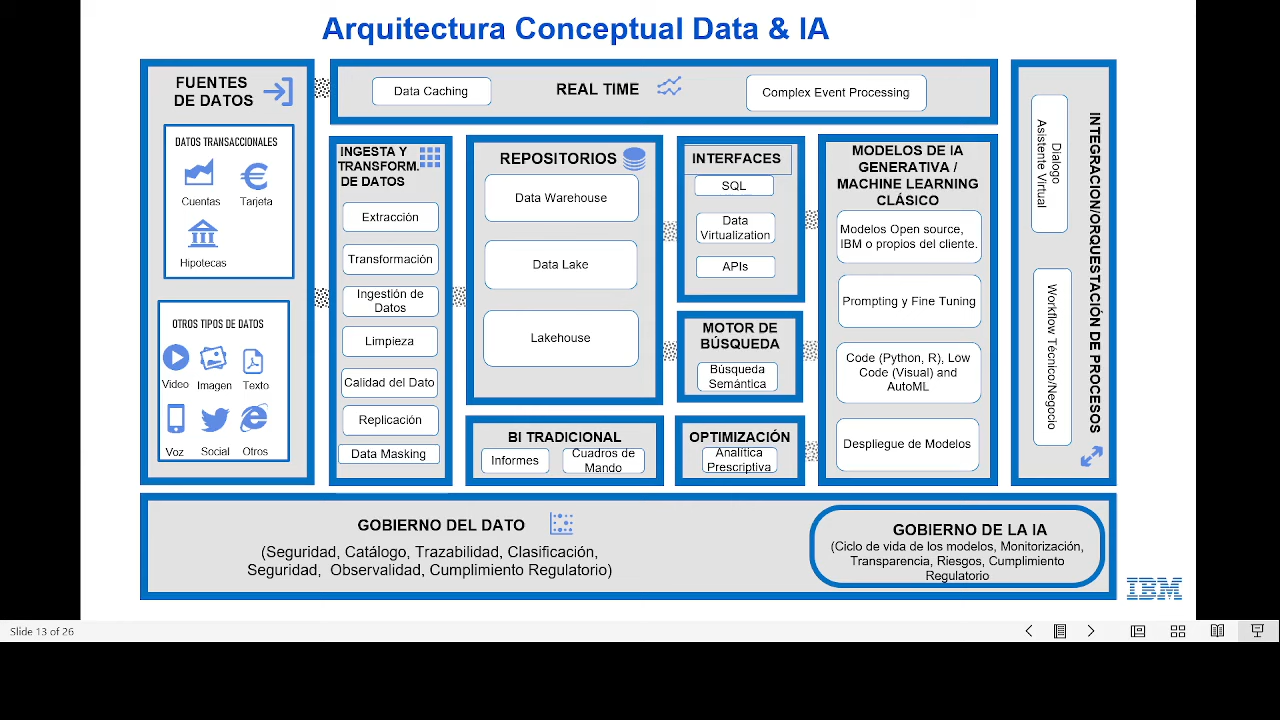 Arquitectura Conceptual Data & IA
FUENTES
DE DATOS
DATOS TRANSACCIONALES
Cuentas
Tarjeta
Hipotecas
OTROS TIPOS DE DATOS
Video
Imagen
Texto
Voz
Social
Otros
REAL TIME
Data Caching
Complex Event Processing
INGESTA Y
TRANSFORM.
DE DATOS
Extracción
Transformación
Ingestión de
Datos
Limpieza
Calidad del Dato
Replicación
Data Masking
REPOSITORIOS
Data Warehouse
Data Lake
Lakehouse
BI TRADICIONAL
Informes
Cuadros de
Mando
INTERFACES
SQL
Data
Virtualization
APIs
MOTOR DE
BÚSQUEDA
Búsqueda
Semántica
OPTIMIZACIÓN
Analítica
Prescriptiva
MODELOS DE IA
GENERATIVA /
MACHINE LEARNING
CLÁSICO
Modelos Open source,
IBM o propios del cliente.
Prompting y Fine Tuning
Code (Python, R), Low
Code (Visual) and
AutoML
Despliegue de Modelos
INTEGRACION/ORQUESTACIÓN DE PROCESOS
Dialogo
Asistente Virtual
Workflow Técnico/Negocio
GOBIERNO DEL DATO
(Seguridad, Catálogo, Trazabilidad, Clasificación,
Seguridad, Observalidad, Cumplimiento Regulatorio)
GOBIERNO DE LA IA
(Ciclo de vida de los modelos, Monitorización,
Transparencia, Riesgos, Cumplimiento
Regulatorio
IBM
Slide 13 of 26